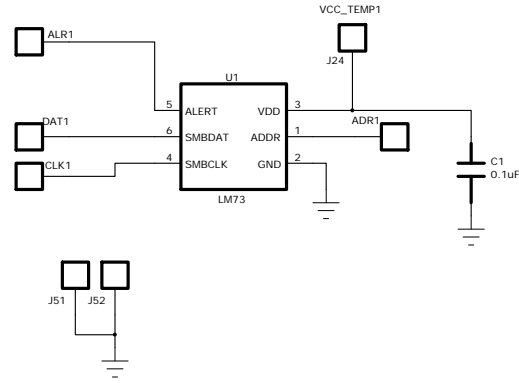 VCC_TEMP1
ALR1
J24
U1
5 ALERT VDD 3
DAT1
ADR1
6 SMBDAT ADDR 1
CLK1
4 SMBCLK GND 2
C1
0.1uF
LM73
J51 J52